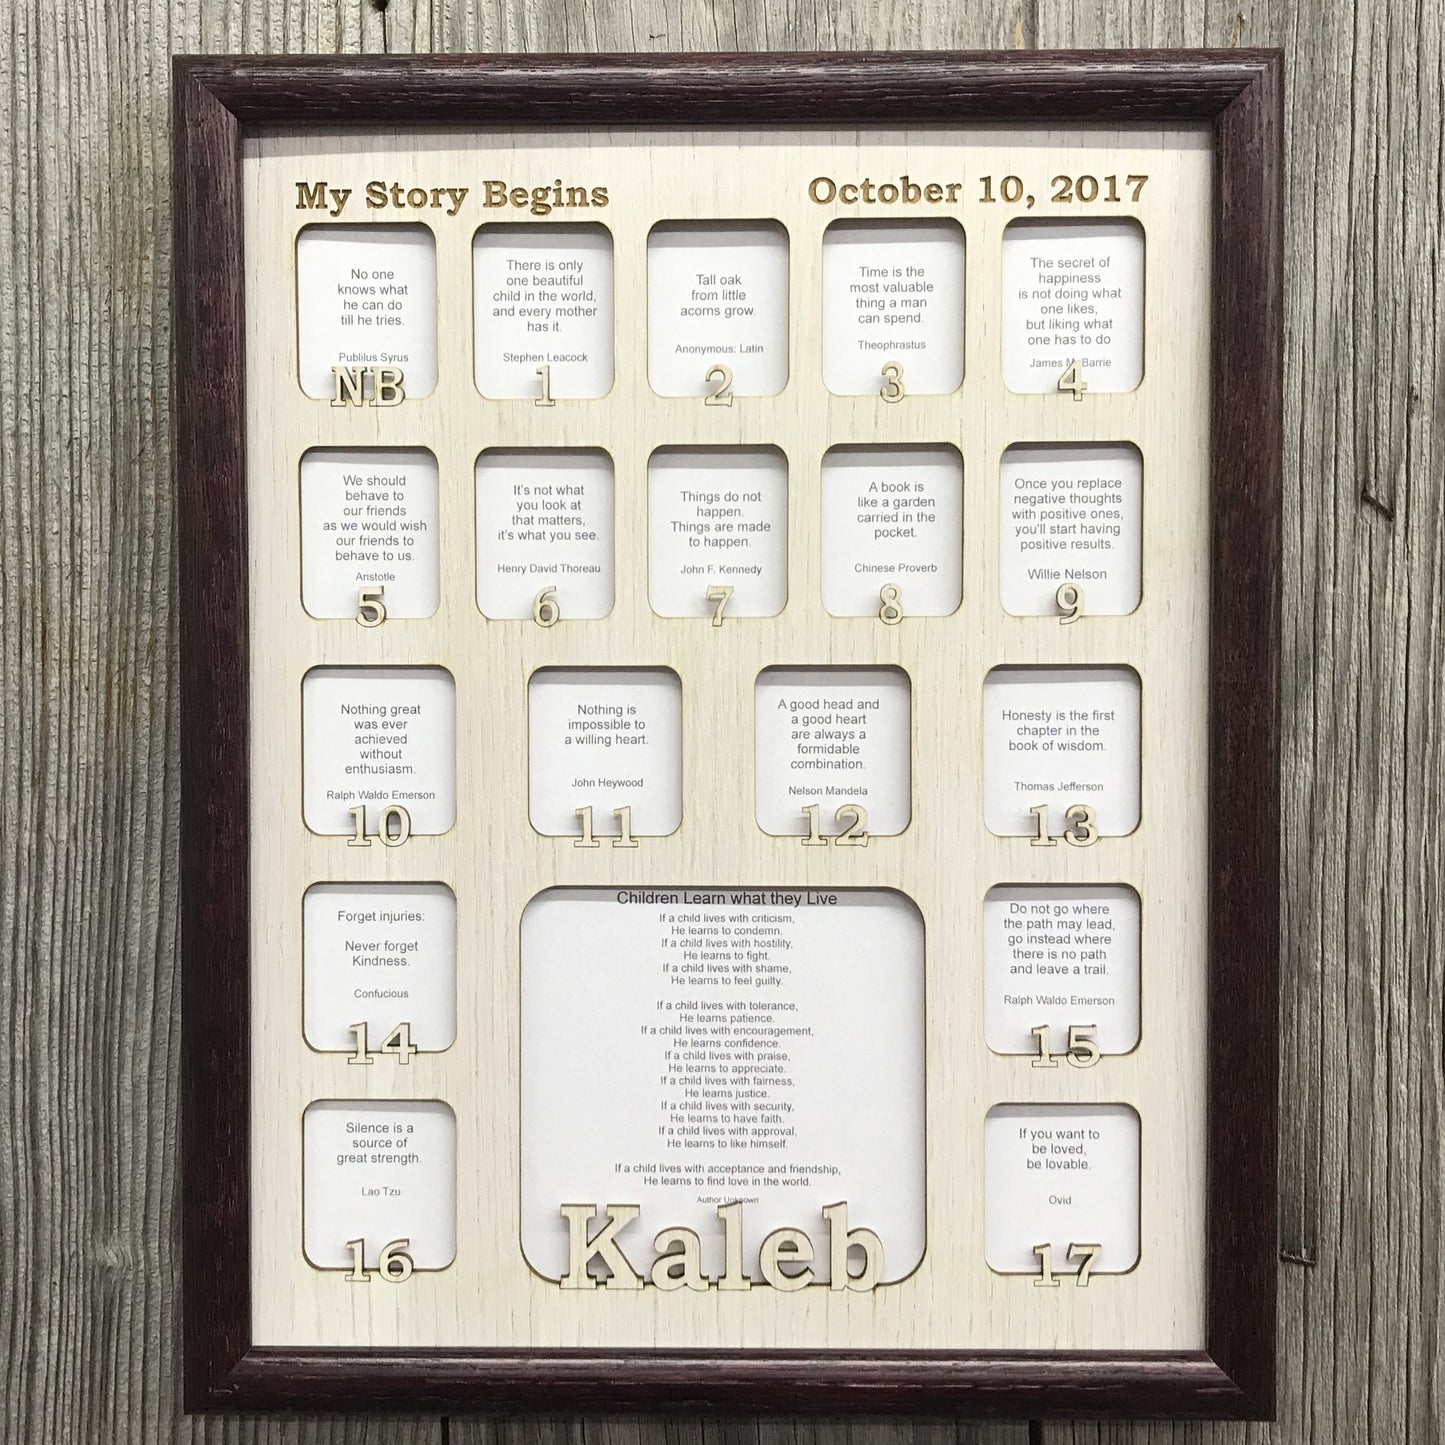 My Story Begins
October 10, 2017
No one
knows what
he can do
till he tries.
Publilus Syrus
NB
There is only
one beautiful
child in the world,
and every mother
has it.
Stephen Leacock
1
Tall oak
from little
acorns grow.
Anonymous: Latin
2
Time is the
most valuable
thing a man
can spend.
Theophrastus
3
The secret of
happiness
is not doing what
one likes,
but liking what
one has to do
James M. Barrie
4
We should
behave to
our friends
as we would wish
our friends to
behave to us.
Aristotle
5
It's not what
you look at
that matters,
it's what you see.
Henry David Thoreau
6
Things do not
happen.
Things are made
to happen.
John F. Kennedy
7
A book is
like a garden
carried in the
pocket.
Chinese Proverb
8
Once you replace
negative thoughts
with positive ones,
you'll start having
positive results.
Willie Nelson
9
Nothing great
was ever
achieved
without
enthusiasm.
Ralph Waldo Emerson
10
Nothing is
impossible to
a willing heart.
John Heywood
11
A good head and
a good heart
are always a
formidable
combination.
Nelson Mandela
12
Honesty is the first
chapter in the
book of wisdom.
Thomas Jefferson
13
Forget injuries:
Never forget
Kindness.
Confucious
14
Children Learn what they Live
If a child lives with criticism,
He learns to condemn.
If a child lives with hostility,
He learns to fight.
If a child lives with shame,
He learns to feel guilty.
If a child lives with tolerance,
He learns patience.
If a child lives with encouragement,
He learns confidence.
If a child lives with praise,
He learns to appreciate.
If a child lives with fairness,
He learns justice.
If a child lives with security,
He learns to have faith.
If a child lives with approval,
He learns to like himself.
If a child lives with acceptance and friendship,
He learns to find love in the world.
Author Unknown
Kaleb
Do not go where
the path may lead,
go instead where
there is no path
and leave a trail.
Ralph Waldo Emerson
15
Silence is a
source of
great strength.
Lao Tzu
16
If you want to
be loved,
be lovable.
Ovid
17